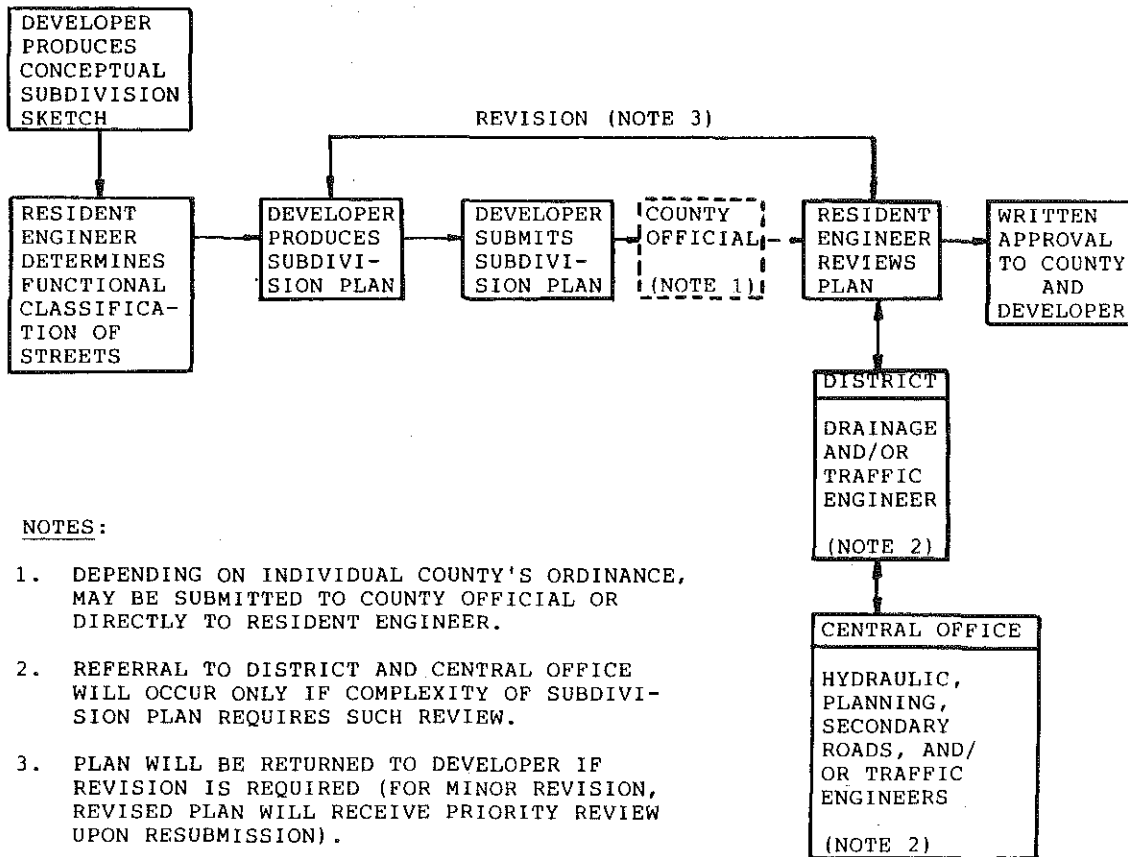 DEVELOPER
PRODUCES
CONCEPTUAL
SUBDIVISION
SKETCH
REVISION (NOTE 3)
RESIDENT
ENGINEER
DETERMINES
FUNCTIONAL
CLASSIFICA-
TION OF
STREETS
DEVELOPER
PRODUCES
SUBDIVI-
SION PLAN
DEVELOPER
SUBMITS
SUBDIVI-
SION PLAN
COUNTY
OFFICIAL
(NOTE 1)
RESIDENT
ENGINEER
REVIEWS
PLAN
WRITTEN
APPROVAL
TO COUNTY
AND
DEVELOPER
DISTRICT
DRAINAGE
AND/OR
TRAFFIC
ENGINEER
(NOTE 2)
CENTRAL OFFICE
HYDRAULIC,
PLANNING,
SECONDARY
ROADS, AND/
OR TRAFFIC
ENGINEERS
(NOTE 2)
NOTES:
1. DEPENDING ON INDIVIDUAL COUNTY'S ORDINANCE,
MAY BE SUBMITTED TO COUNTY OFFICIAL OR
DIRECTLY TO RESIDENT ENGINEER.
2. REFERRAL TO DISTRICT AND CENTRAL OFFICE
WILL OCCUR ONLY IF COMPLEXITY OF SUBDIVI-
SION PLAN REQUIRES SUCH REVIEW.
3. PLAN WILL BE RETURNED TO DEVELOPER IF
REVISION IS REQUIRED (FOR MINOR REVISION,
REVISED PLAN WILL RECEIVE PRIORITY REVIEW
UPON RESUBMISSION).